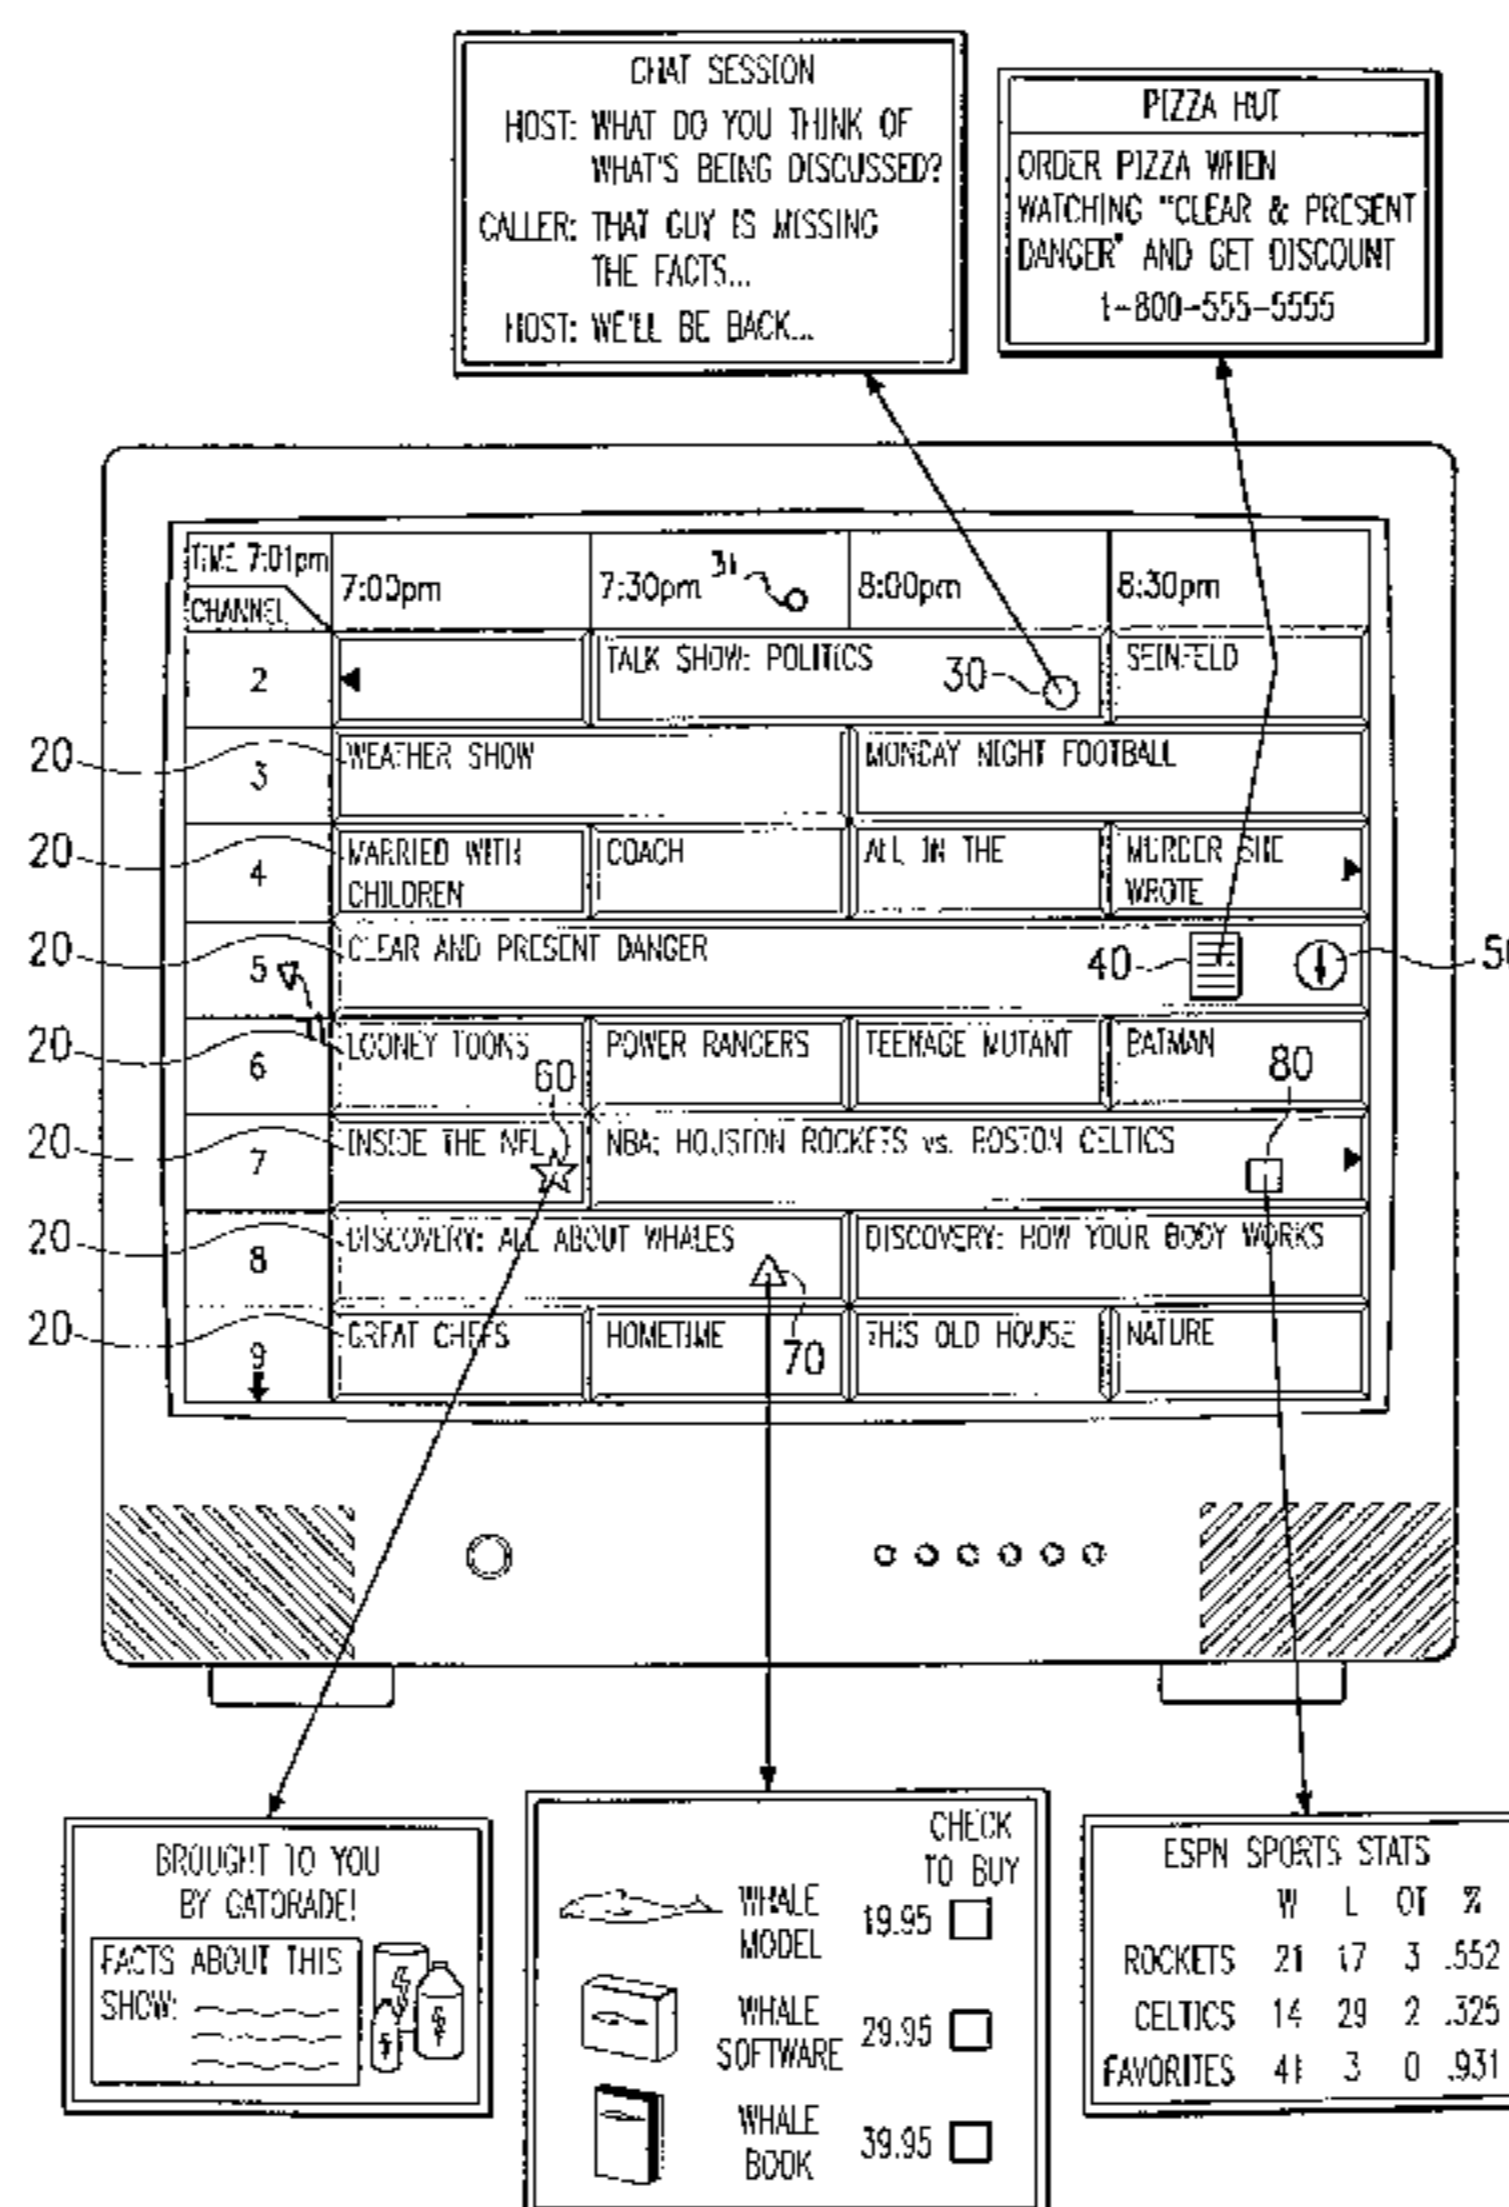 CHAT SESSION
HOST: WHAT DO YOU THINK OF
WHAT'S BEING DISCUSSED?
CALLER: THAT GUY IS MISSING
THE FACTS...
HOST: WE'LL BE BACK...
PIZZA HUT
ORDER PIZZA WHEN
WATCHING "CLEAR & PRESENT
DANGER" AND GET DISCOUNT
1-800-555-5555
TIME 7:01pm
CHANNEL
7:00pm
7:30pm
31
8:00pm
8:30pm
2
TALK SHOW: POLITICS
30
SEINFELD
20
3
WEATHER SHOW
MONDAY NIGHT FOOTBALL
20
4
MARRIED WITH
CHILDREN
COACH
ALL IN THE
MURDER SHE
WROTE
20
5
CLEAR AND PRESENT DANGER
40
50
20
6
LOONEY TOONS
POWER RANGERS
TEENAGE MUTANT
BATMAN
60
80
20
7
INSIDE THE NFL
NBA: HOUSTON ROCKETS vs. BOSTON CELTICS
20
8
DISCOVERY: ALL ABOUT WHALES
DISCOVERY: HOW YOUR BODY WORKS
70
20
9
GREAT CHEFS
HOMETIME
THIS OLD HOUSE
NATURE
BROUGHT TO YOU
BY GATORADE!
FACTS ABOUT THIS
SHOW:
CHECK
TO BUY
WHALE
MODEL
19.95
WHALE
SOFTWARE
29.95
WHALE
BOOK
39.95
ESPN SPORTS STATS
W L OT %
ROCKETS 21 17 3 .552
CELTICS 14 29 2 .325
FAVORITES 41 3 0 .931